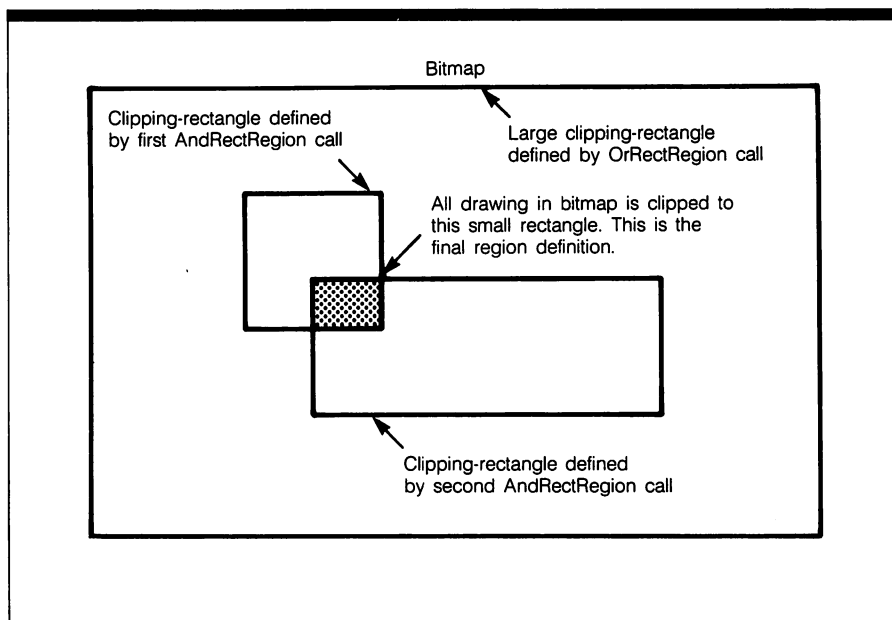 Bitmap
Clipping-rectangle defined
by first AndRectRegion call
Large clipping-rectangle
defined by OrRectRegion call
All drawing in bitmap is clipped to
this small rectangle. This is the
final region definition.
Clipping-rectangle defined
by second AndRectRegion call